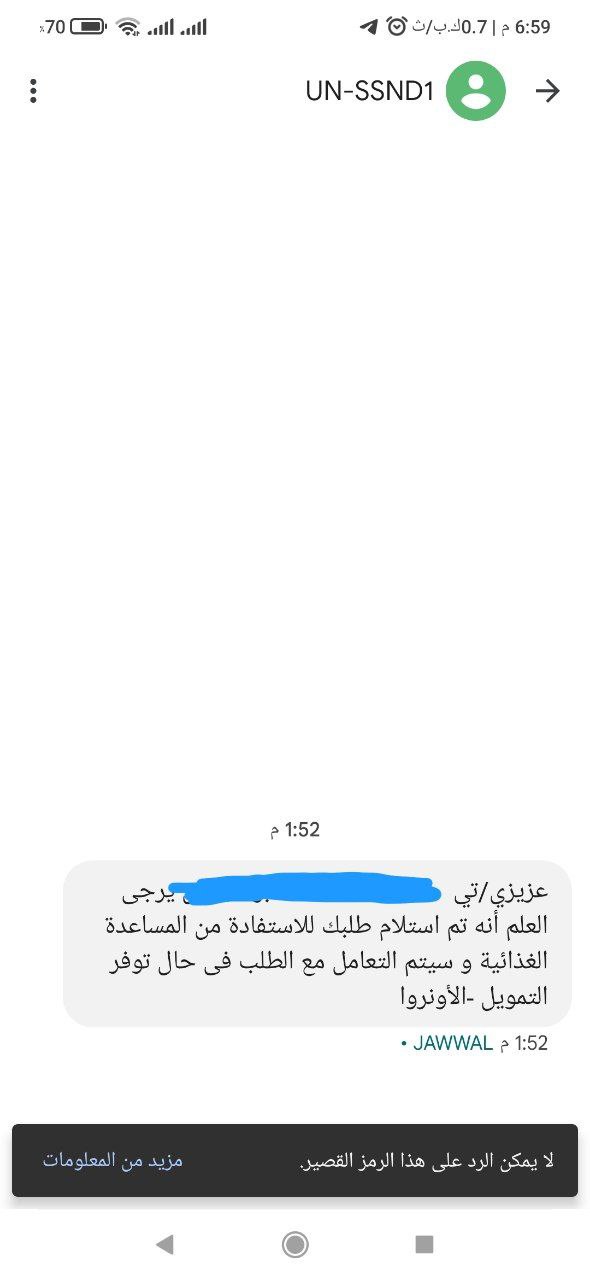 6:59 م | 0.7ك.ب/ث
70%
UN-SSND1
1:52 م
عزيزي/تي يرجى
العلم أنه تم استلام طلبك للاستفادة من المساعدة
الغذائية و سيتم التعامل مع الطلب فى حال توفر
التمويل -الأونروا
1:52 م JAWWAL •
لا يمكن الرد على هذا الرمز القصير.
مزيد من المعلومات